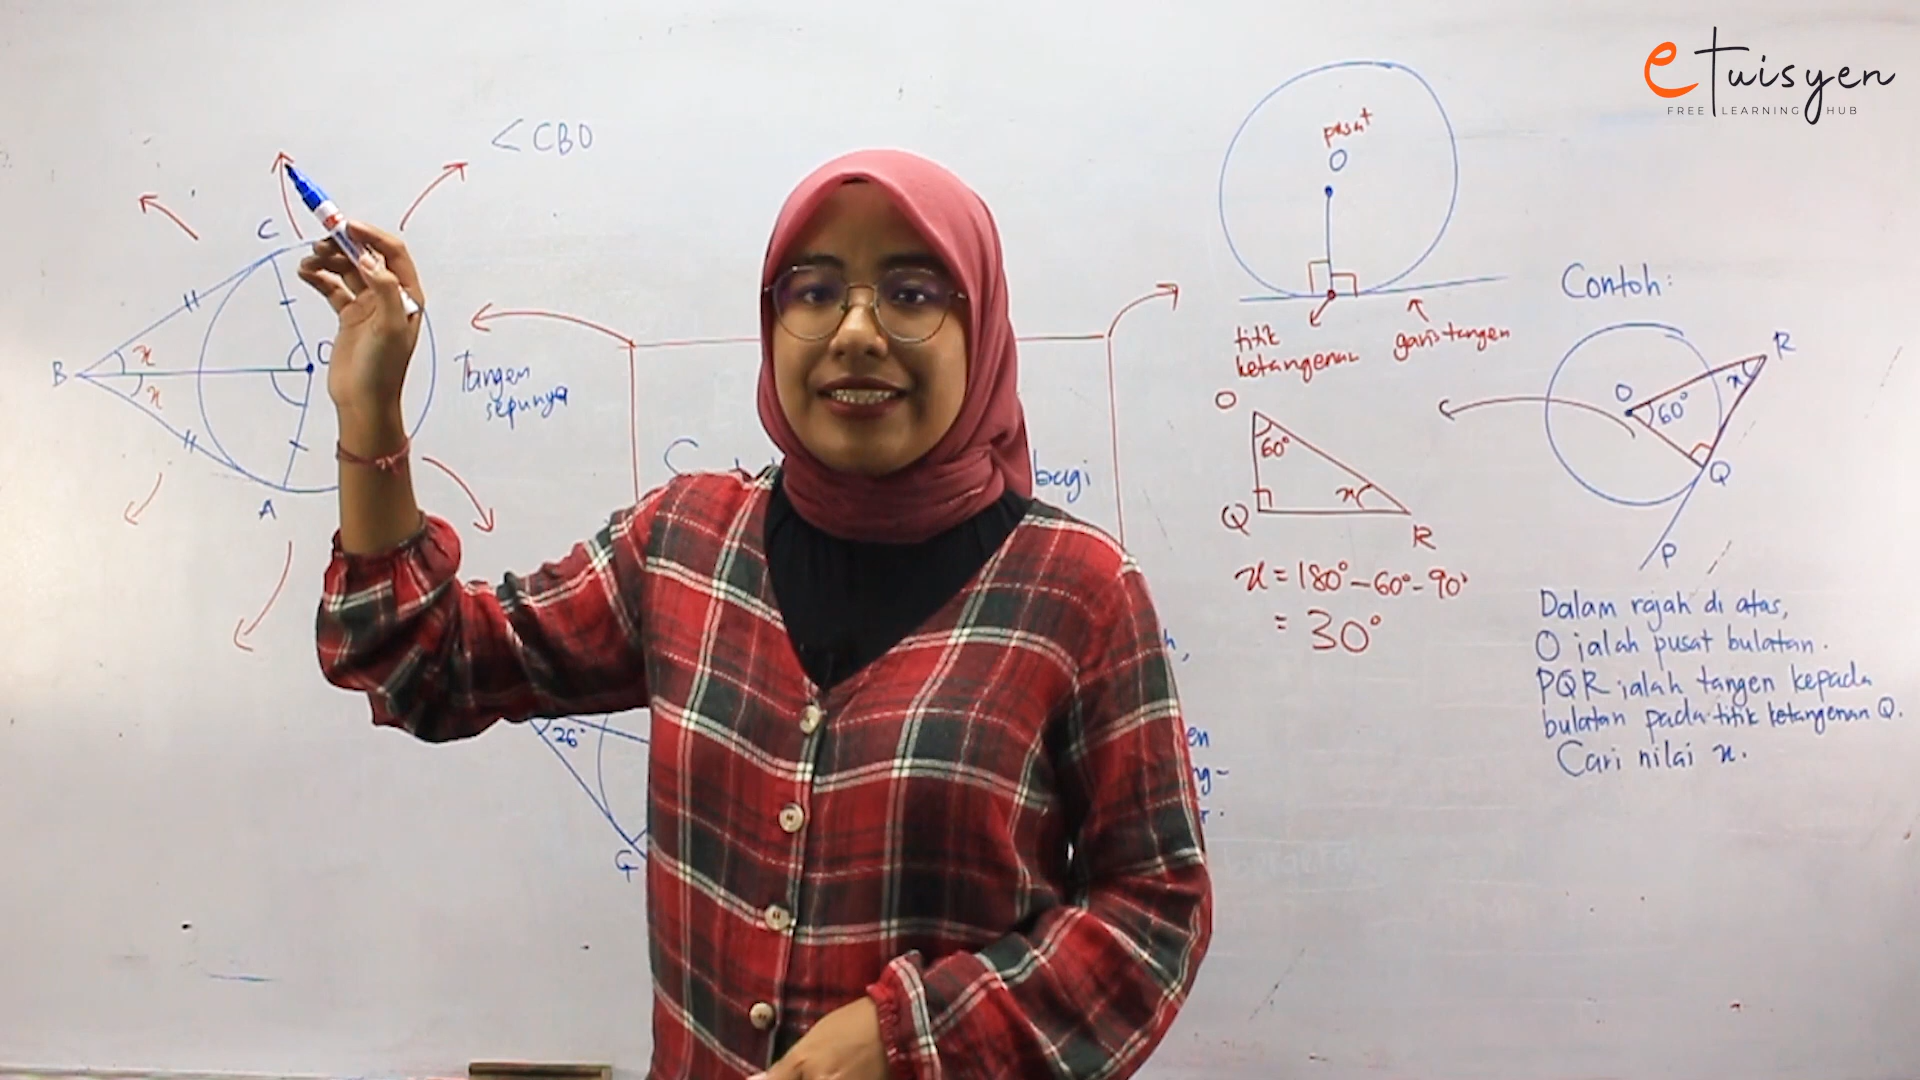 eTuisyen
FREE LEARNING HUB
<CBO
C
B
x
x
O
A
Tangen
sepunya
bagi
26°
G
pusat
O
titik
ketangenan
garis tangen
O
60°
Q
x
R
x = 180° - 60° - 90°
= 30°
Contoh:
R
O
60°
x
Q
P
Dalam rajah di atas,
O ialah pusat bulatan.
PQR ialah tangen kepada
bulatan pada titik ketangenan Q.
Cari nilai x.